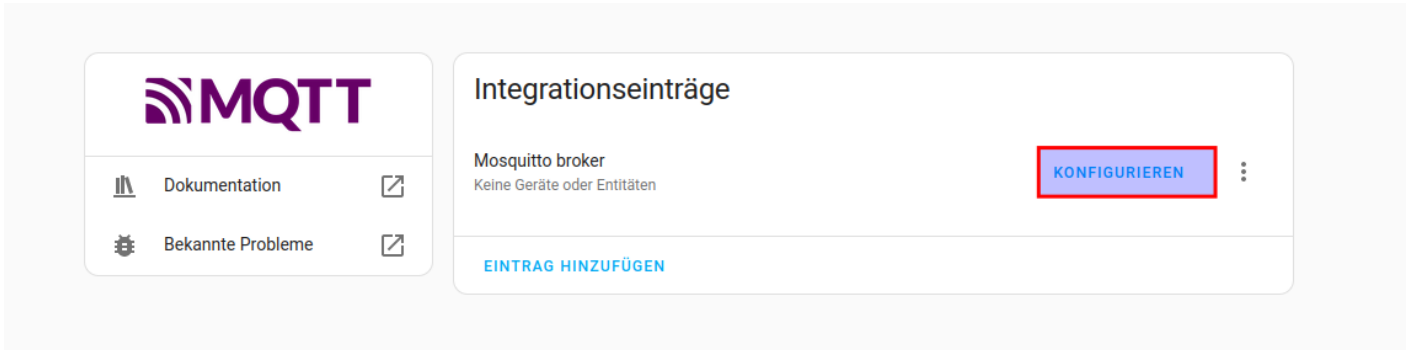 MQTT
Dokumentation
Bekannte Probleme
Integrationseinträge
Mosquitto broker
Keine Geräte oder Entitäten
KONFIGURIEREN
EINTRAG HINZUFÜGEN